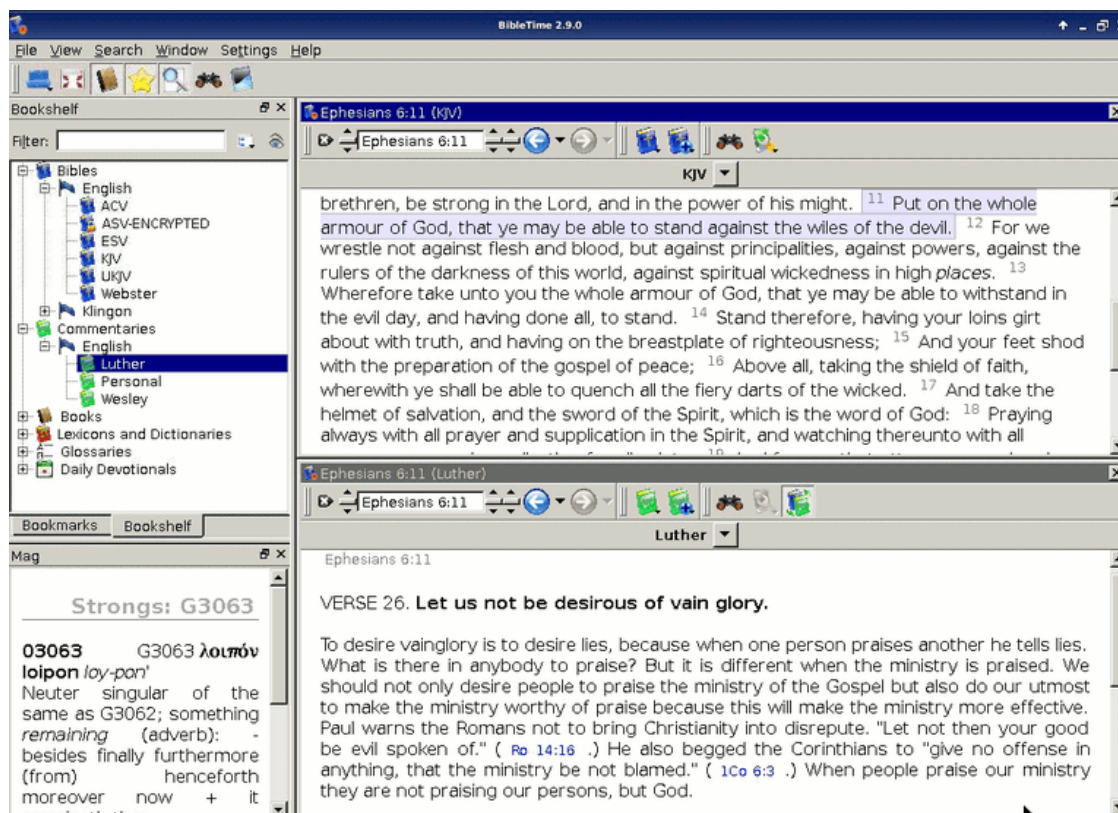 BibleTime 2.9.0
File View Search Window Settings Help
Bookshelf
Filter:
Bibles
English
ACV
ASV-ENCRYPTED
ESV
KJV
UKJV
Webster
Klingon
Commentaries
English
Luther
Personal
Wesley
Books
Lexicons and Dictionaries
Glossaries
Daily Devotionals
Bookmarks Bookshelf
Mag
Strongs: G3063
03063 G3063 λοιπόν
loipon loy-pon'
Neuter singular of the
same as G3062; something
remaining (adverb): -
besides finally furthermore
(from) henceforth
moreover now + it
Ephesians 6:11 (KJV)
Ephesians 6:11
KJV
brethren, be strong in the Lord, and in the power of his might. 11 Put on the whole
armour of God, that ye may be able to stand against the wiles of the devil. 12 For we
wrestle not against flesh and blood, but against principalities, against powers, against the
rulers of the darkness of this world, against spiritual wickedness in high places. 13
Wherefore take unto you the whole armour of God, that ye may be able to withstand in
the evil day, and having done all, to stand. 14 Stand therefore, having your loins girt
about with truth, and having on the breastplate of righteousness; 15 And your feet shod
with the preparation of the gospel of peace; 16 Above all, taking the shield of faith,
wherewith ye shall be able to quench all the fiery darts of the wicked. 17 And take the
helmet of salvation, and the sword of the Spirit, which is the word of God: 18 Praying
always with all prayer and supplication in the Spirit, and watching thereunto with all
Ephesians 6:11 (Luther)
Ephesians 6:11
Luther
Ephesians 6:11
VERSE 26. Let us not be desirous of vain glory.
To desire vainglory is to desire lies, because when one person praises another he tells lies.
What is there in anybody to praise? But it is different when the ministry is praised. We
should not only desire people to praise the ministry of the Gospel but also do our utmost
to make the ministry worthy of praise because this will make the ministry more effective.
Paul warns the Romans not to bring Christianity into disrepute. "Let not then your good
be evil spoken of." ( Ro 14:16 .) He also begged the Corinthians to "give no offense in
anything, that the ministry be not blamed." ( 1Co 6:3 .) When people praise our ministry
they are not praising our persons, but God.